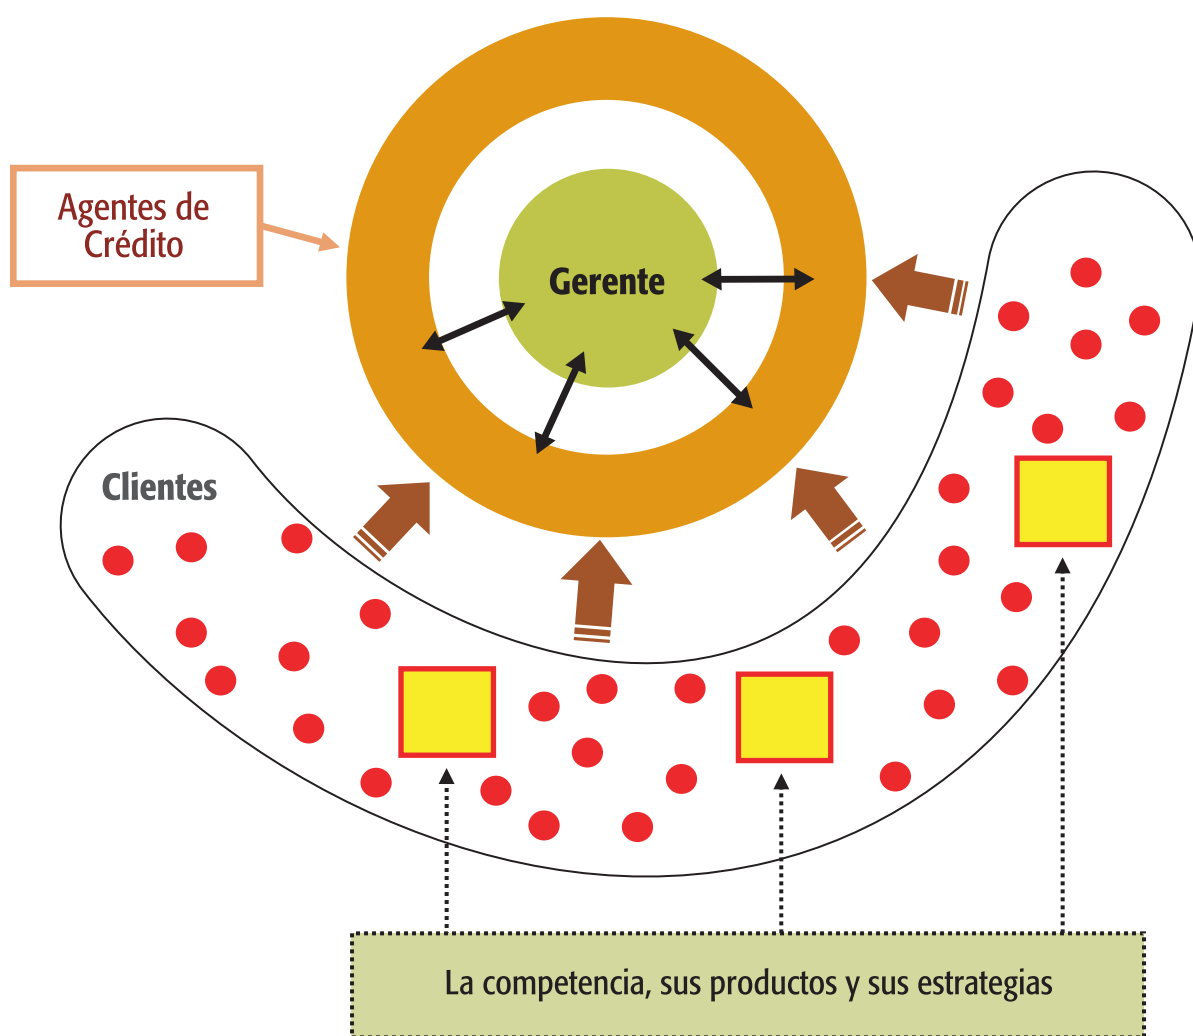 Agentes de
Crédito
Gerente
Clientes
La competencia, sus productos y sus estrategias